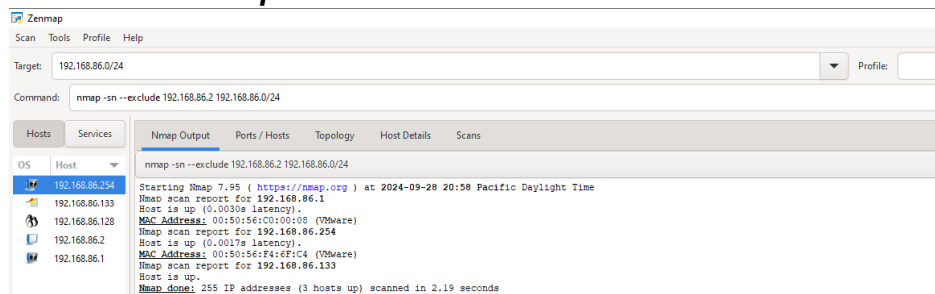 Zenmap
Scan Tools Profile Help
Target: 192.168.86.0/24 Profile:
Command: nmap -sn --exclude 192.168.86.2 192.168.86.0/24
Hosts Services
Nmap Output Ports / Hosts Topology Host Details Scans
OS Host
nmap -sn --exclude 192.168.86.2 192.168.86.0/24
192.168.86.254
192.168.86.133
192.168.86.128
192.168.86.2
192.168.86.1
Starting Nmap 7.95 ( https://nmap.org ) at 2024-09-28 20:58 Pacific Daylight Time
Nmap scan report for 192.168.86.1
Host is up (0.0030s latency).
MAC Address: 00:50:56:C0:00:08 (VMware)
Nmap scan report for 192.168.86.254
Host is up (0.0017s latency).
MAC Address: 00:50:56:F4:6F:C4 (VMware)
Nmap scan report for 192.168.86.133
Host is up.
Nmap done: 255 IP addresses (3 hosts up) scanned in 2.19 seconds